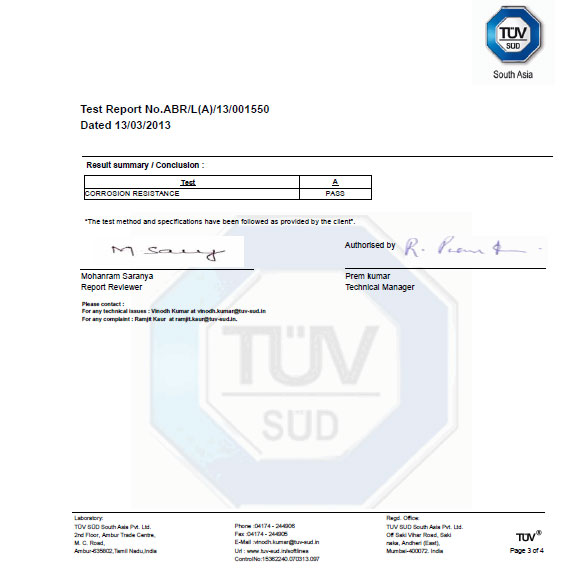 TÜV
SÜD
South Asia
Test Report No.ABR/L(A)/13/001550
Dated 13/03/2013
Result summary / Conclusion :
Test A
CORROSION RESISTANCE PASS
"The test method and specifications have been followed as provided by the client".
M Sarany
Authorised by R. Prem K
Mohanram Saranya
Report Reviewer
Prem kumar
Technical Manager
Please contact :
For any technical issues : Vinodh Kumar at vinodh.kumar@tuv-sud.in
For any complaint : Ramjit Kaur at ramjit.kaur@tuv-sud.in.
TÜV
SÜD
Laboratory:
TÜV SÜD South Asia Pvt. Ltd.
2nd Floor, Ambur Trade Centre,
M. C. Road,
Ambur-635802,Tamil Nadu,India
Phone :04174 - 244906
Fax :04174 - 244905
E-Mail :vinodh.kumar@tuv-sud.in
Url : www.tuv-sud.in/softlines
ControlNo:18362240.070313.097
Regd. Office:
TUV SUD South Asia Pvt. Ltd.
Off Saki Vihar Road, Saki
naka, Andheri (East),
Mumbai-400072. India
TÜV®
Page 3 of 4